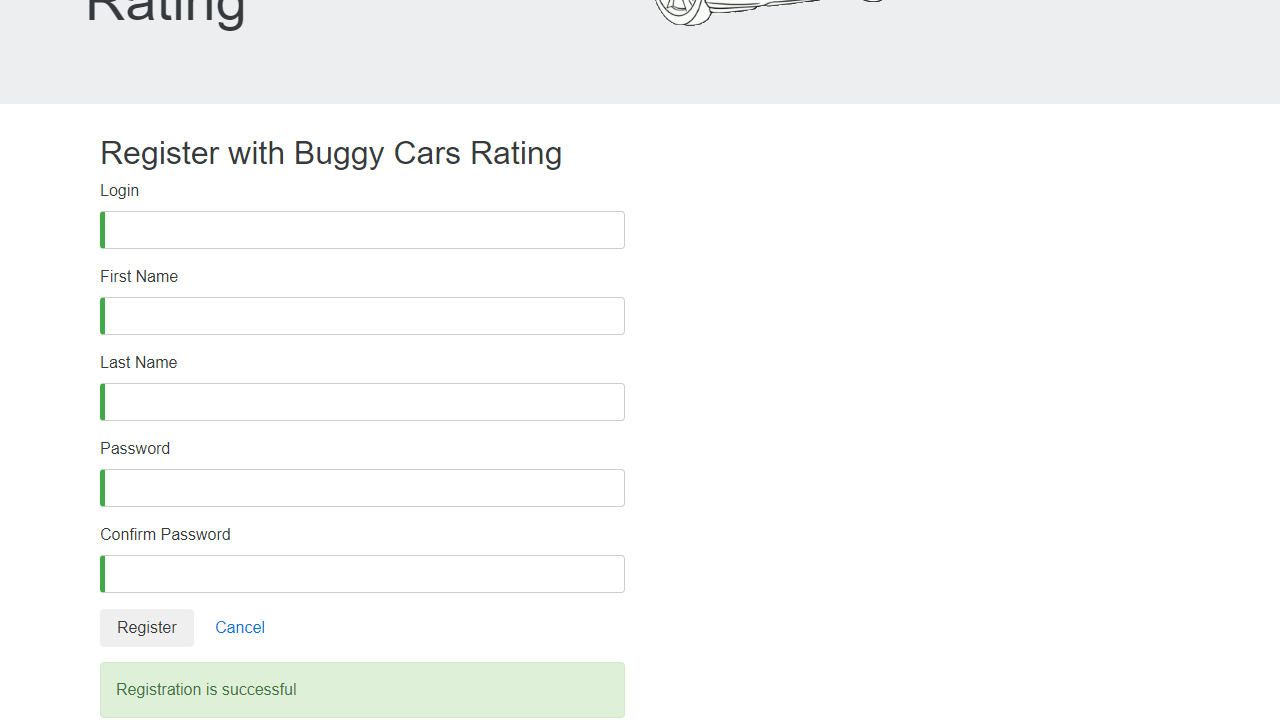 Rating
Register with Buggy Cars Rating
Login
First Name
Last Name
Password
Confirm Password
Register
Cancel
Registration is successful